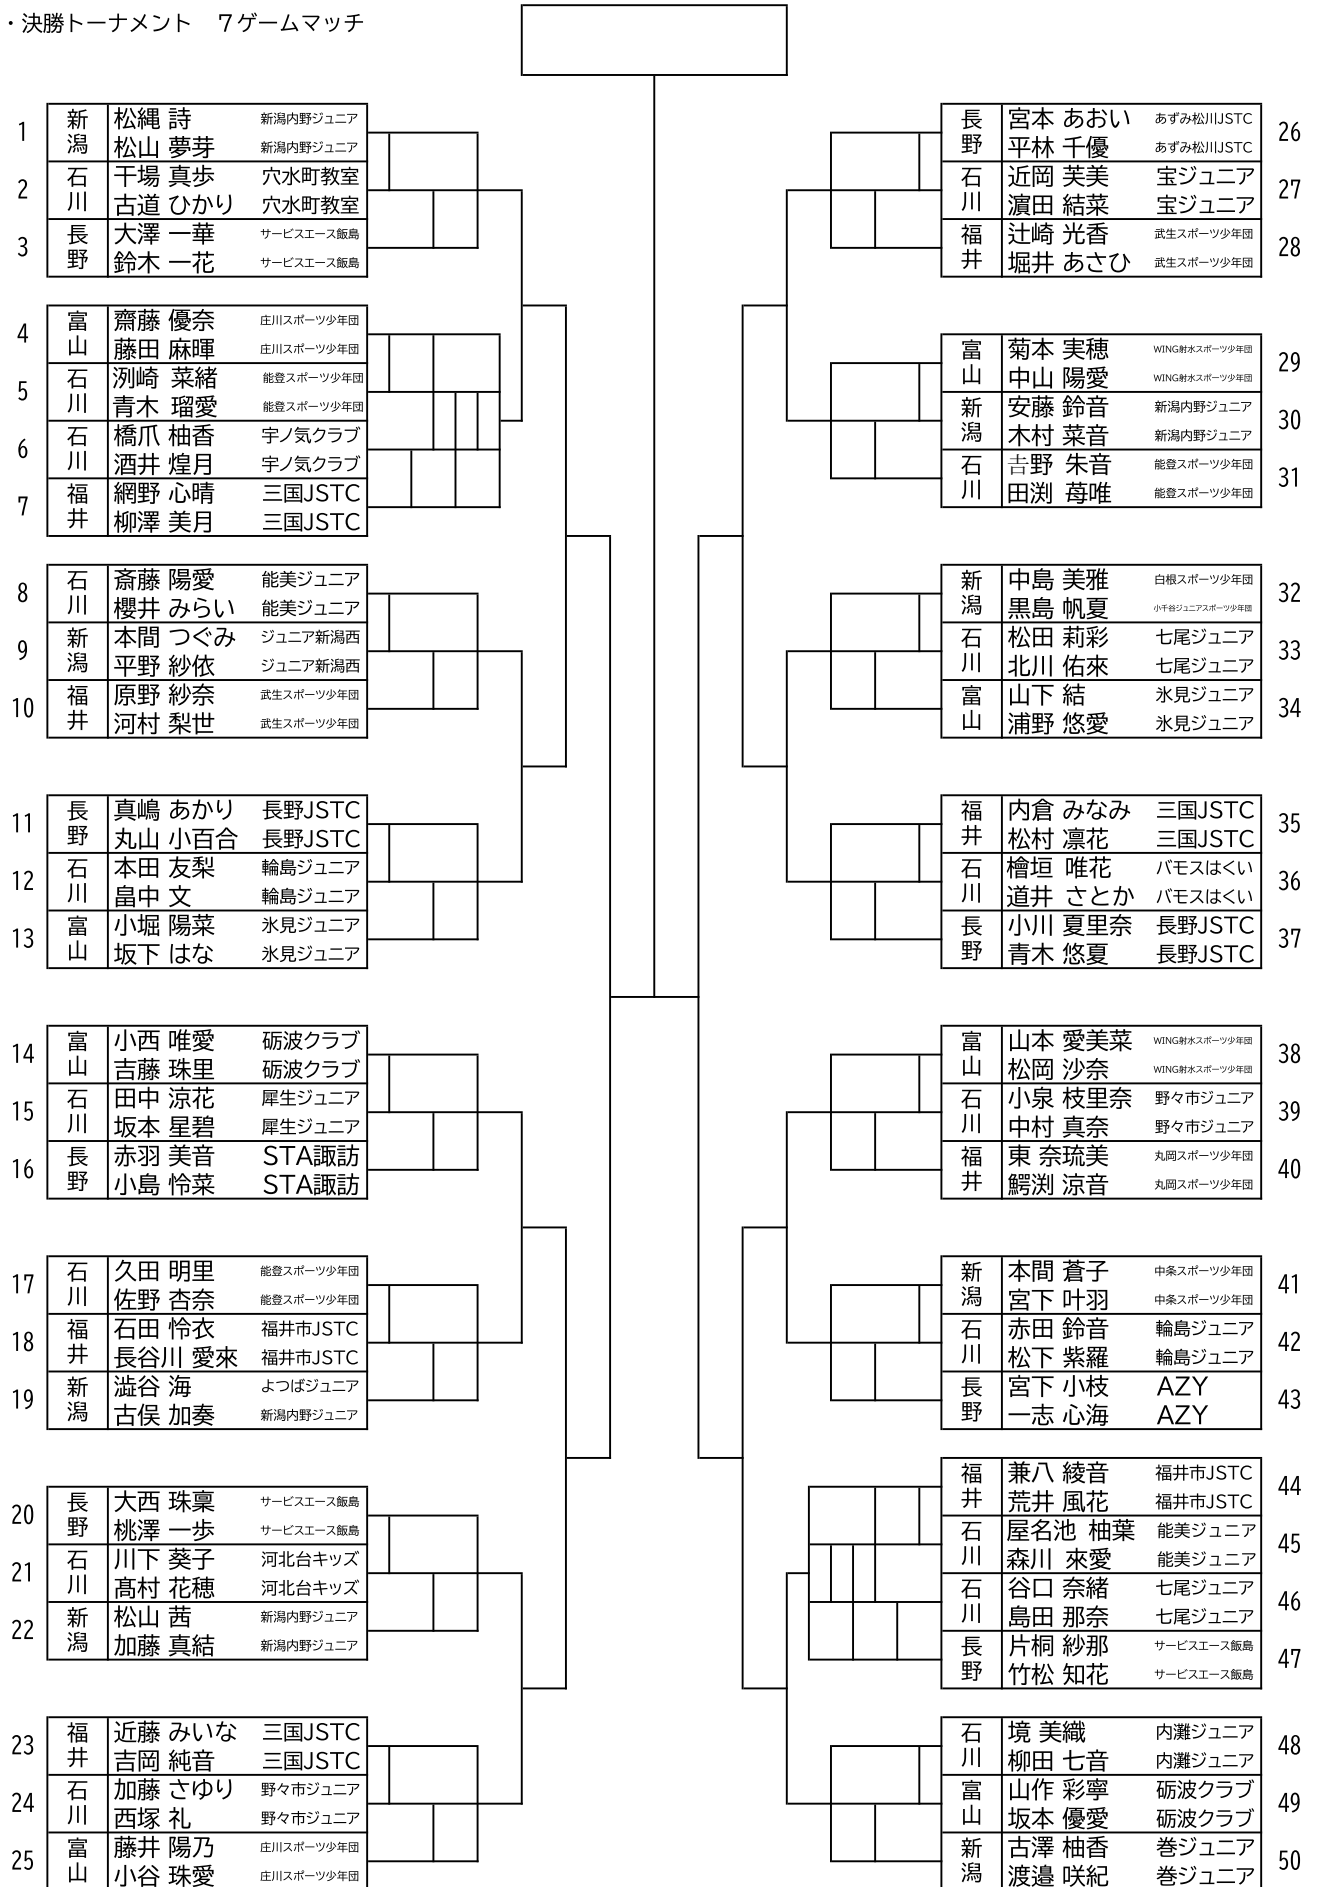 ・決勝トーナメント　７ゲームマッチ
1 新潟 松縄 詩 新潟内野ジュニア
松山 夢芽 新潟内野ジュニア
2 石川 干場 真歩 穴水町教室
古道 ひかり 穴水町教室
3 長野 大澤 一華 サービスエース飯島
鈴木 一花 サービスエース飯島
4 富山 齋藤 優奈 庄川スポーツ少年団
藤田 麻暉 庄川スポーツ少年団
5 石川 洌崎 菜緒 能登スポーツ少年団
青木 瑠愛 能登スポーツ少年団
6 石川 橋爪 柚香 宇ノ気クラブ
酒井 煌月 宇ノ気クラブ
7 福井 網野 心晴 三国JSTC
柳澤 美月 三国JSTC
8 石川 斎藤 陽愛 能美ジュニア
櫻井 みらい 能美ジュニア
9 新潟 本間 つぐみ ジュニア新潟西
平野 紗依 ジュニア新潟西
10 福井 原野 紗奈 武生スポーツ少年団
河村 梨世 武生スポーツ少年団
11 長野 真嶋 あかり 長野JSTC
丸山 小百合 長野JSTC
12 石川 本田 友梨 輪島ジュニア
畠中 文 輪島ジュニア
13 富山 小堀 陽菜 氷見ジュニア
坂下 はな 氷見ジュニア
14 富山 小西 唯愛 砺波クラブ
吉藤 珠里 砺波クラブ
15 石川 田中 涼花 犀生ジュニア
坂本 星碧 犀生ジュニア
16 長野 赤羽 美音 STA諏訪
小島 怜菜 STA諏訪
17 石川 久田 明里 能登スポーツ少年団
佐野 杏奈 能登スポーツ少年団
18 福井 石田 怜衣 福井市JSTC
長谷川 愛來 福井市JSTC
19 新潟 澁谷 海 よつばジュニア
古俣 加奏 新潟内野ジュニア
20 長野 大西 珠稟 サービスエース飯島
桃澤 一歩 サービスエース飯島
21 石川 川下 葵子 河北台キッズ
髙村 花穂 河北台キッズ
22 新潟 松山 茜 新潟内野ジュニア
加藤 真結 新潟内野ジュニア
23 福井 近藤 みいな 三国JSTC
吉岡 純音 三国JSTC
24 石川 加藤 さゆり 野々市ジュニア
西塚 礼 野々市ジュニア
25 富山 藤井 陽乃 庄川スポーツ少年団
小谷 珠愛 庄川スポーツ少年団
長野 宮本 あおい あずみ松川JSTC 26
平林 千優 あずみ松川JSTC
石川 近岡 芙美 宝ジュニア 27
濵田 結菜 宝ジュニア
福井 辻崎 光香 武生スポーツ少年団 28
堀井 あさひ 武生スポーツ少年団
富山 菊本 実穂 WING射水スポーツ少年団 29
中山 陽愛 WING射水スポーツ少年団
新潟 安藤 鈴音 新潟内野ジュニア 30
木村 菜音 新潟内野ジュニア
石川 𠮷野 朱音 能登スポーツ少年団 31
田渕 苺唯 能登スポーツ少年団
新潟 中島 美雅 白根スポーツ少年団 32
黒島 帆夏 小千谷ジュニアスポーツ少年団
石川 松田 莉彩 七尾ジュニア 33
北川 佑來 七尾ジュニア
富山 山下 結 氷見ジュニア 34
浦野 悠愛 氷見ジュニア
福井 内倉 みなみ 三国JSTC 35
松村 凛花 三国JSTC
石川 檜垣 唯花 バモスはくい 36
道井 さとか バモスはくい
長野 小川 夏里奈 長野JSTC 37
青木 悠夏 長野JSTC
富山 山本 愛美菜 WING射水スポーツ少年団 38
松岡 沙奈 WING射水スポーツ少年団
石川 小泉 枝里奈 野々市ジュニア 39
中村 真奈 野々市ジュニア
福井 東 奈琉美 丸岡スポーツ少年団 40
鰐渕 涼音 丸岡スポーツ少年団
新潟 本間 蒼子 中条スポーツ少年団 41
宮下 叶羽 中条スポーツ少年団
石川 赤田 鈴音 輪島ジュニア 42
松下 紫羅 輪島ジュニア
長野 宮下 小枝 AZY 43
一志 心海 AZY
福井 兼八 綾音 福井市JSTC 44
荒井 風花 福井市JSTC
石川 屋名池 柚葉 能美ジュニア 45
森川 來愛 能美ジュニア
石川 谷口 奈緒 七尾ジュニア 46
島田 那奈 七尾ジュニア
長野 片桐 紗那 サービスエース飯島 47
竹松 知花 サービスエース飯島
石川 境 美織 内灘ジュニア 48
柳田 七音 内灘ジュニア
富山 山作 彩寧 砺波クラブ 49
坂本 優愛 砺波クラブ
新潟 古澤 柚香 巻ジュニア 50
渡邉 咲紀 巻ジュニア